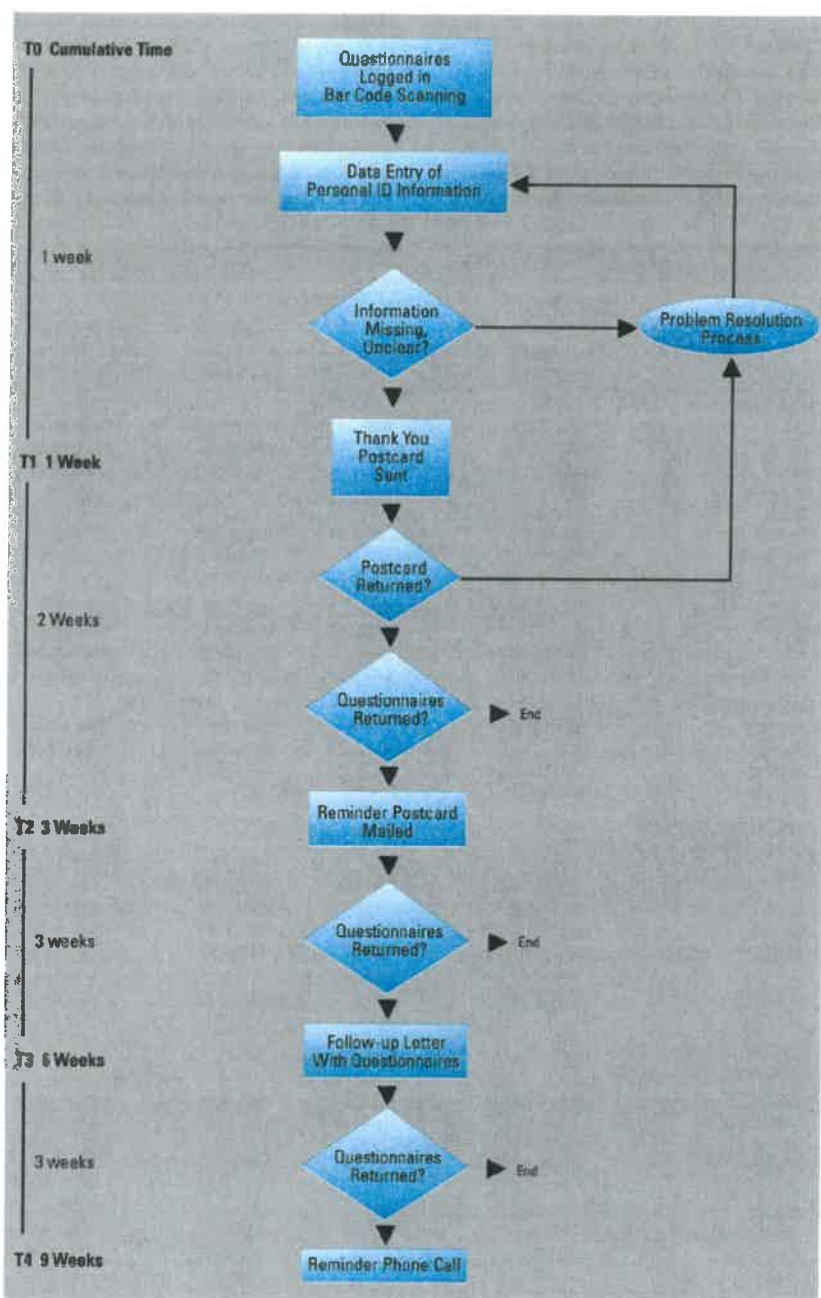 T0 Cumulative Time
Questionnaires
Logged in
Bar Code Scanning
Data Entry of
Personal ID Information
1 week
Information
Missing,
Unclear?
Problem Resolution
Process
Thank You
Postcard
Sent
T1 1 Week
Postcard
Returned?
2 Weeks
Questionnaires
Returned?
End
Reminder Postcard
Mailed
T2 3 Weeks
Questionnaires
Returned?
End
3 weeks
Follow-up Letter
With Questionnaires
T3 6 Weeks
Questionnaires
Returned?
End
3 weeks
T4 9 Weeks
Reminder Phone Call